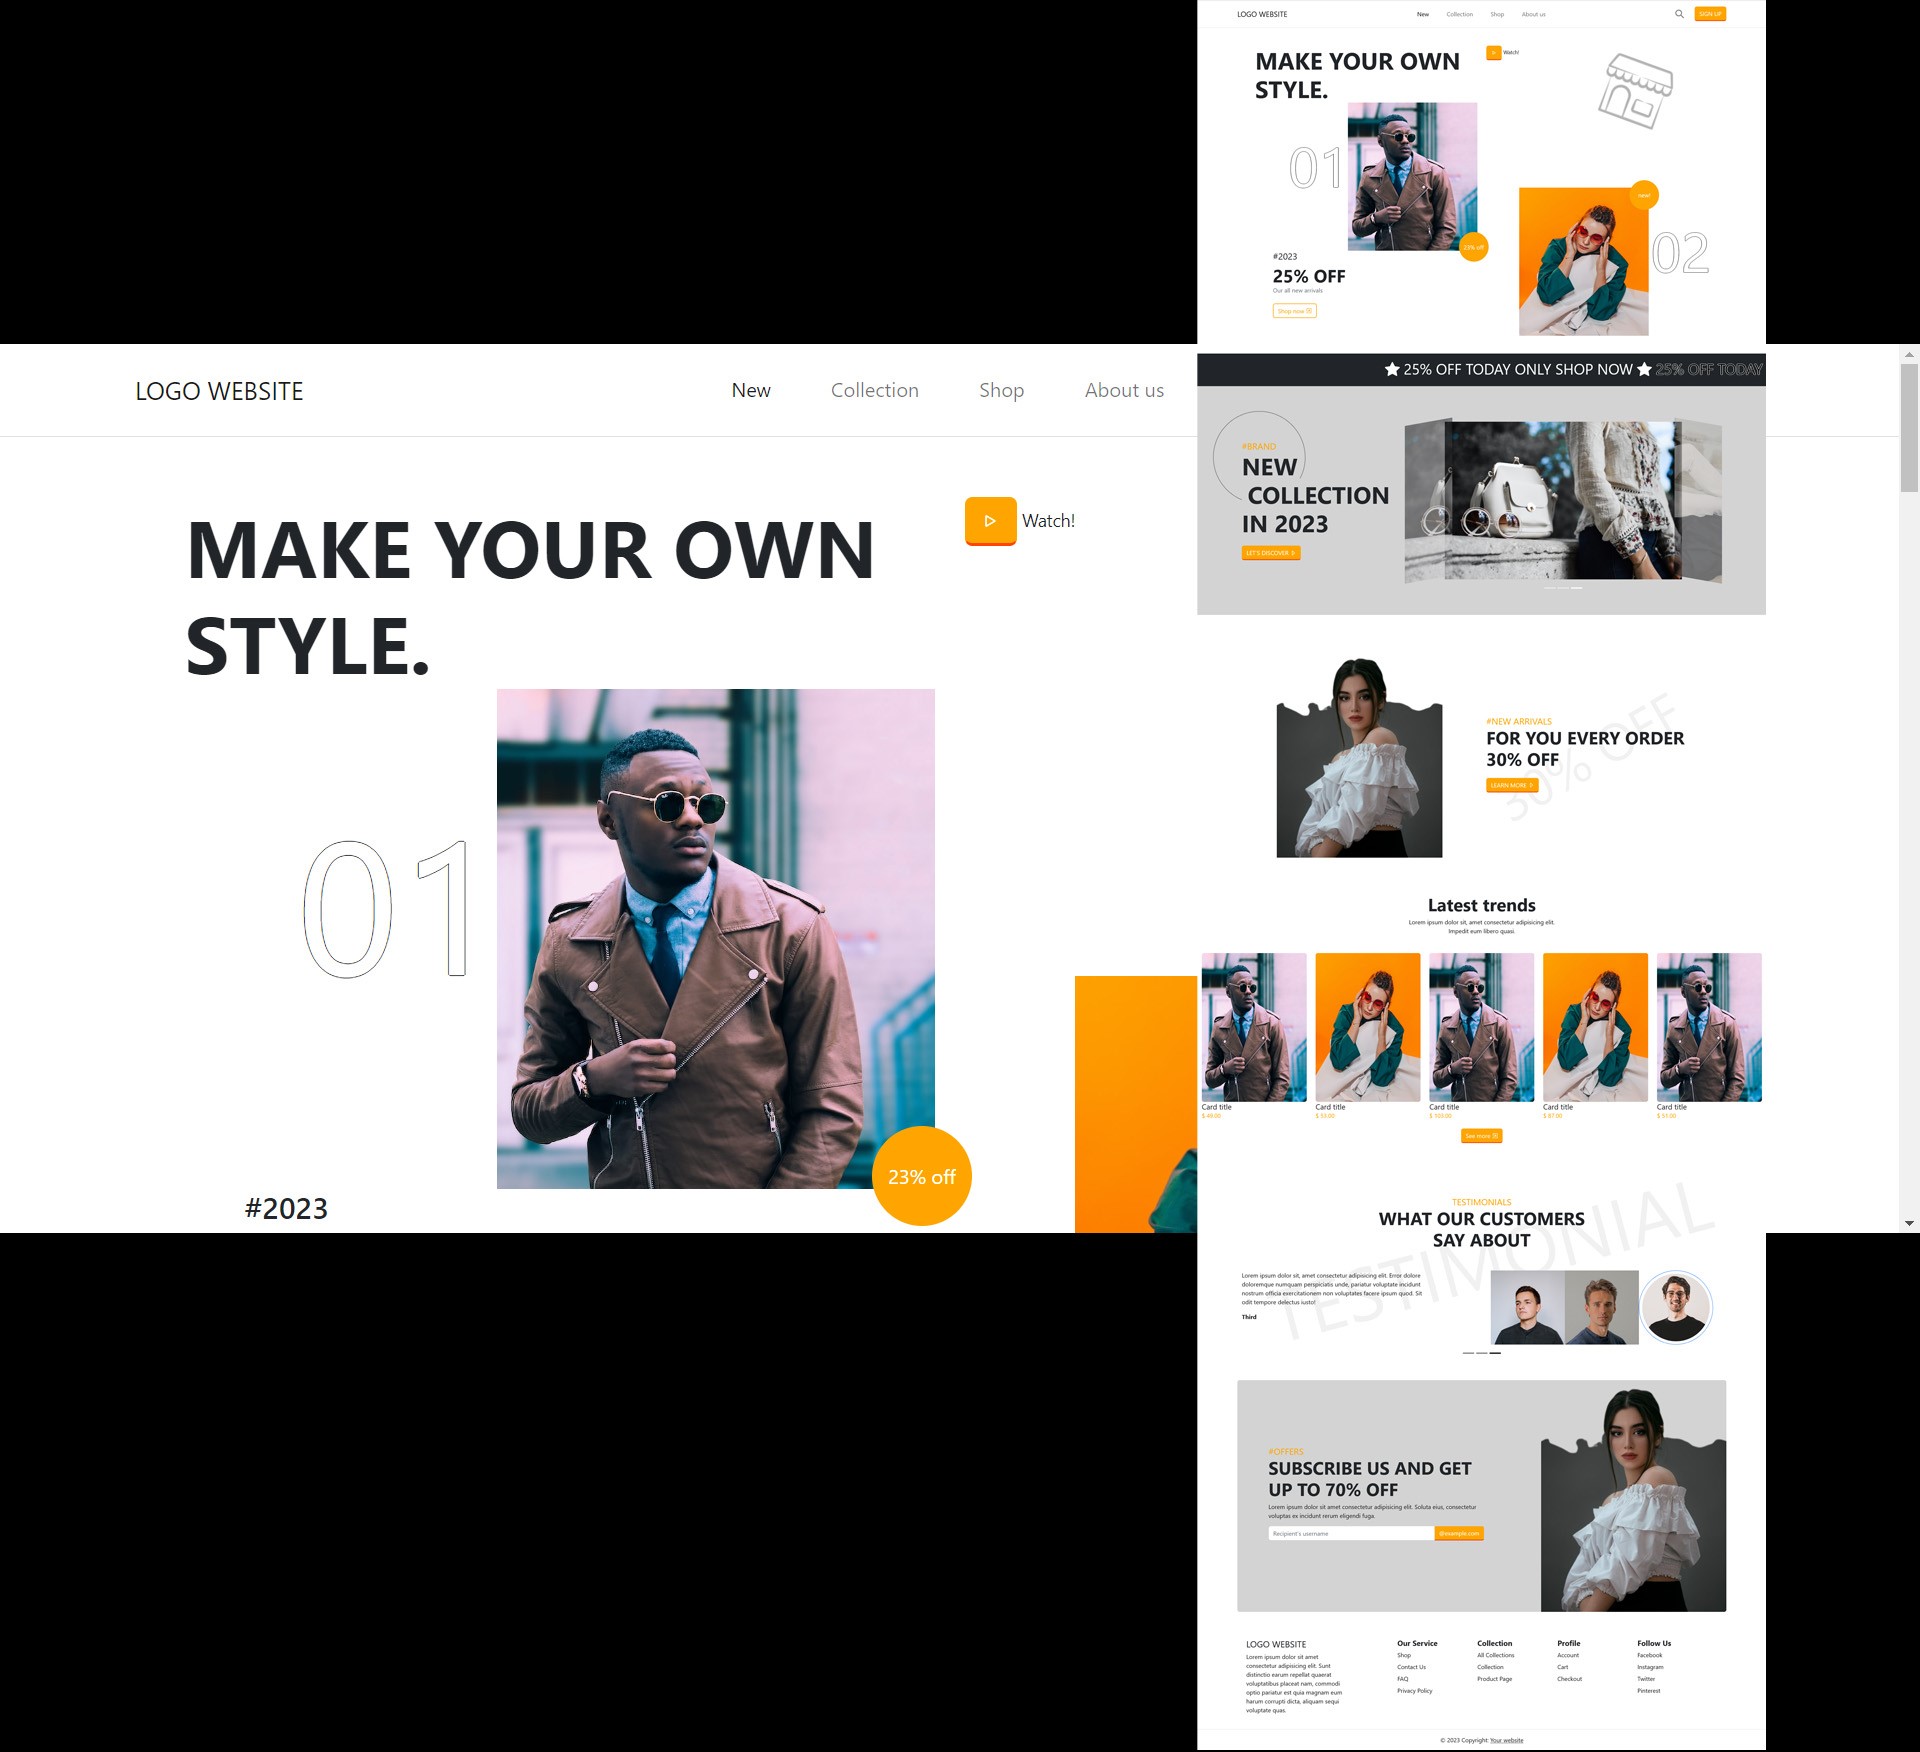 LOGO WEBSITE
New
Collection
Shop
About us
MAKE YOUR OWN
STYLE.
Watch!
01
23% off
#2023
LOGO WEBSITE
New
Collection
Shop
About us
SIGN UP
MAKE YOUR OWN
STYLE.
Watch!
01
23% off
new!
02
#2023
25% OFF
Our all new arrivals
Shop now
25% OFF TODAY ONLY SHOP NOW 25% OFF TODAY
#BRAND
NEW
COLLECTION
IN 2023
LET'S DISCOVER
#NEW ARRIVALS
FOR YOU EVERY ORDER
30% OFF
30% OFF
LEARN MORE
Latest trends
Lorem ipsum dolor sit, amet consectetur adipisicing elit.
Impedit eum libero quasi.
Card title
$ 49.00
Card title
$ 53.00
Card title
$ 103.00
Card title
$ 87.00
Card title
$ 51.00
See more
TESTIMONIALS
WHAT OUR CUSTOMERS
SAY ABOUT
TESTIMONIAL
Lorem ipsum dolor sit, amet consectetur adipisicing elit. Error dolore
doloremque numquam perspiciatis unde, pariatur voluptate incidunt
nostrum officia exercitationem non voluptates facere ipsum quod. Sit
odit tempore delectus iusto!
Third
#OFFERS
SUBSCRIBE US AND GET
UP TO 70% OFF
Lorem ipsum dolor sit amet consectetur adipisicing elit. Soluta eius, consectetur
voluptas ex incidunt rerum eligendi fuga.
Recipient's username
@example.com
LOGO WEBSITE
Lorem ipsum dolor sit amet
consectetur adipisicing elit. Sunt
distinctio earum repellat quaerat
voluptatibus placeat nam, commodi
optio pariatur est quia magnam eum
harum corrupti dicta, aliquam sequi
voluptate quas.
Our Service
Shop
Contact Us
FAQ
Privacy Policy
Collection
All Collections
Collection
Product Page
Profile
Account
Cart
Checkout
Follow Us
Facebook
Instagram
Twitter
Pinterest
© 2023 Copyright: Your website